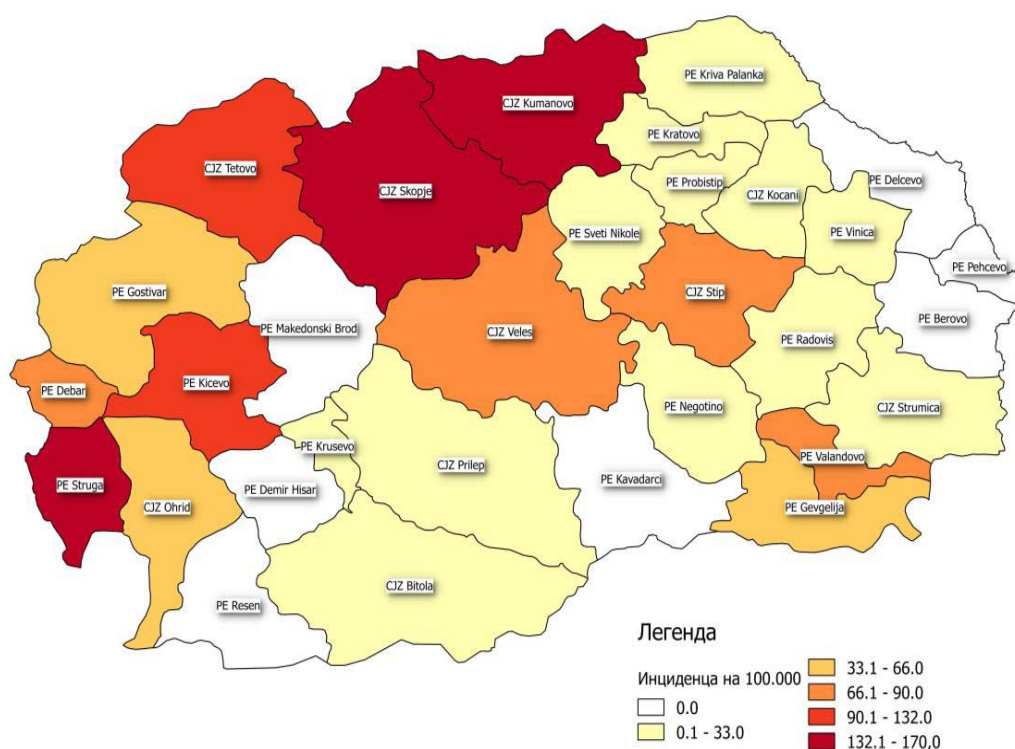 PE Kriva Palanka
CJZ Kumanovo
PE Kratovo
CJZ Tetovo
PE Probistip
PE Delcevo
CJZ Skopje
CJZ Kocani
PE Sveti Nikole
PE Vinica
PE Pehcevo
PE Gostivar
CJZ Stip
PE Berovo
PE Makedonski Brod
CJZ Veles
PE Radovis
PE Debar
PE Kicevo
PE Negotino
CJZ Strumica
PE Krusevo
PE Valandovo
CJZ Prilep
PE Struga
PE Demir Hisar
PE Kavadarci
CJZ Ohrid
PE Gevgelija
CJZ Bitola
PE Resen
Легенда
Инциденца на 100.000
0.0
0.1 - 33.0
33.1 - 66.0
66.1 - 90.0
90.1 - 132.0
132.1 - 170,0